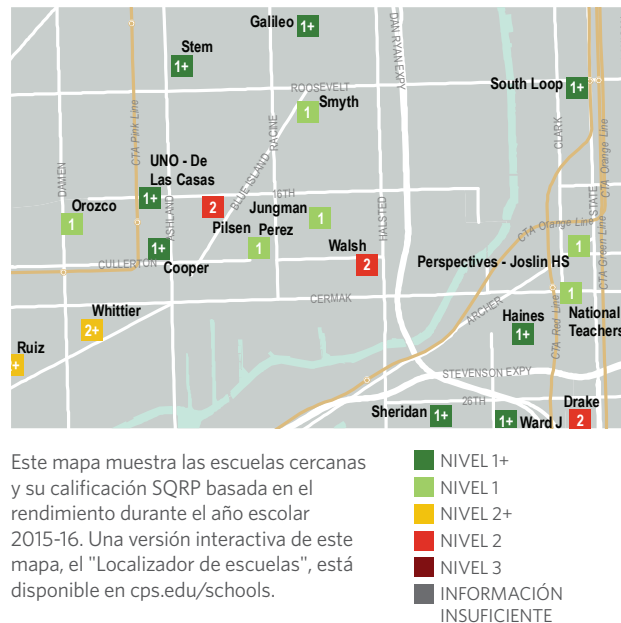 Galileo
1+
Stem
1+
DAN RYAN EXPY
ROOSEVELT
South Loop
1+
Smyth
1
CTA Pink Line
RACINE
CLARK
CTA Orange Line
UNO - De
Las Casas
1+
DAMEN
BLUE ISLAND
16TH
Orozco
1
ASHLAND
2
Pilsen
Jungman
1
HALSTED
STATE
CTA Orange Line
Perez
1
Cooper
1+
CULLERTON
Walsh
2
Perspectives - Joslin HS
1
CTA Green Line
CERMAK
ARCHER
1
National
Teachers
Whittier
2+
Haines
1+
CTA Red Line
Ruiz
+
STEVENSON EXPY
Sheridan
1+
26TH
1+
Ward J
Drake
2
Este mapa muestra las escuelas cercanas
y su calificación SQRP basada en el
rendimiento durante el año escolar
2015-16. Una versión interactiva de este
mapa, el "Localizador de escuelas", está
disponible en cps.edu/schools.
NIVEL 1+
NIVEL 1
NIVEL 2+
NIVEL 2
NIVEL 3
INFORMACIÓN
INSUFICIENTE